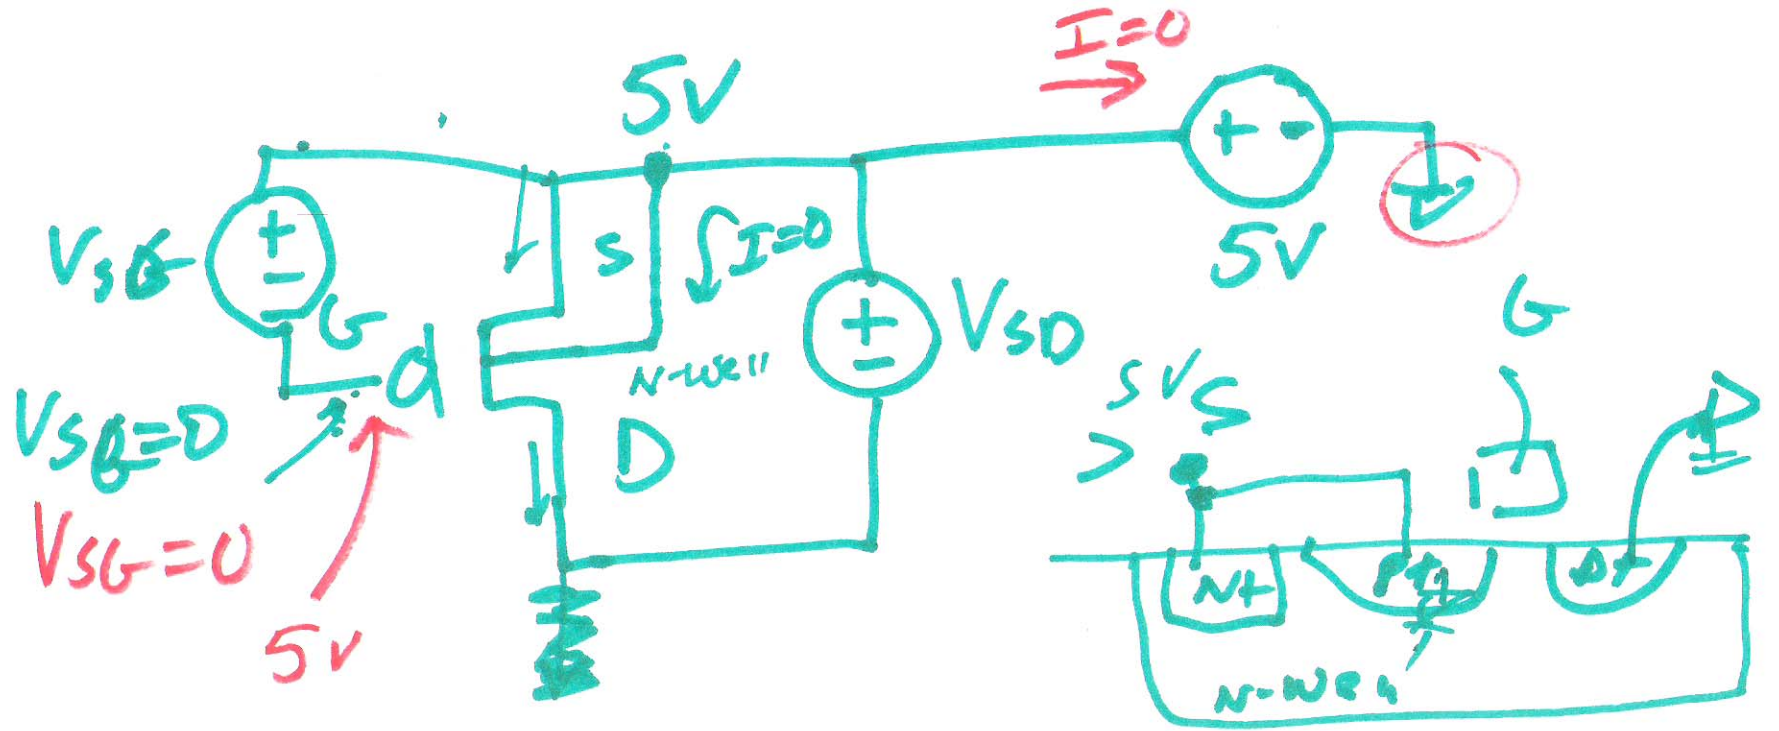 I=0
5V
+ -
S
I=0
5V
VSG
+
-
G
VSD
+
-
G
N-well
5V
S
VSG=0
D
VSG=0
N+
P+
P+
5V
N-well